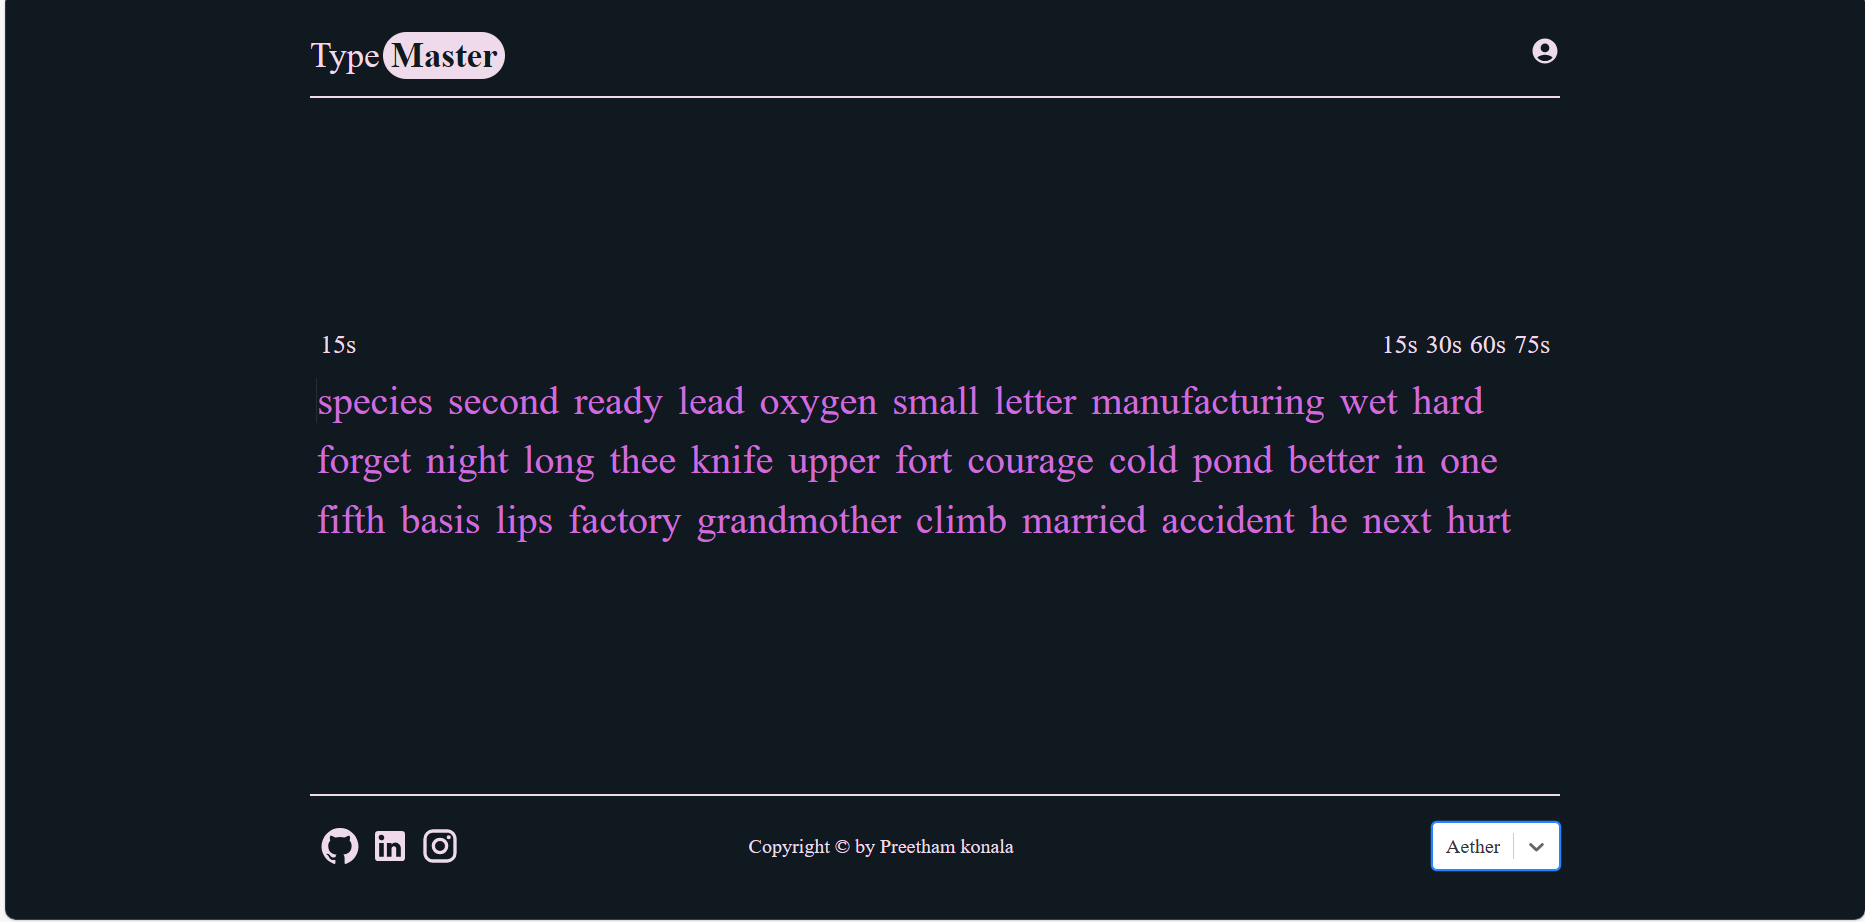 Type Master
15s 15s 30s 60s 75s
species second ready lead oxygen small letter manufacturing wet hard
forget night long thee knife upper fort courage cold pond better in one
fifth basis lips factory grandmother climb married accident he next hurt
Copyright © by Preetham konala Aether